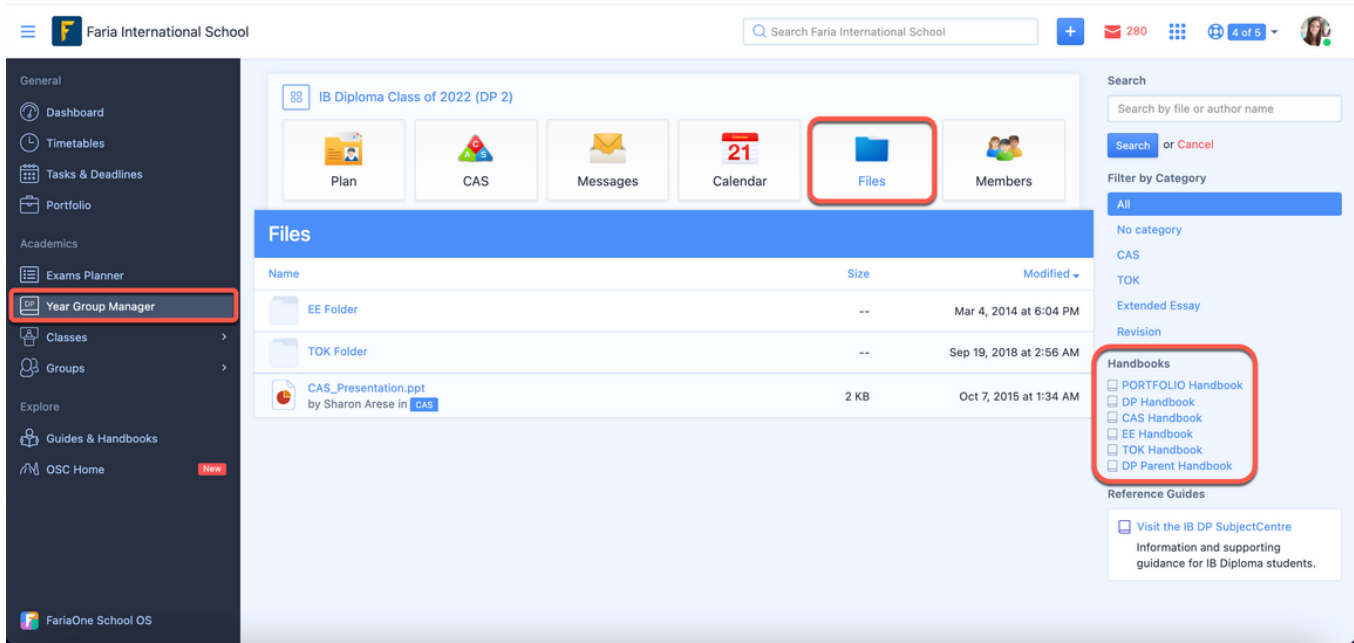 Faria International School
Search Faria International School
+
280
4 of 5
General
Dashboard
Timetables
Tasks & Deadlines
Portfolio
Academics
Exams Planner
DP
Year Group Manager
Classes
Groups
Explore
Guides & Handbooks
OSC Home
New
FariaOne School OS
IB Diploma Class of 2022 (DP 2)
Plan
A C S
CAS
Messages
Calendar
21
Calendar
Files
Members
Files
Name
Size
Modified
EE Folder
--
Mar 4, 2014 at 6:04 PM
TOK Folder
--
Sep 19, 2018 at 2:56 AM
CAS_Presentation.ppt
by Sharon Arese in CAS
2 KB
Oct 7, 2015 at 1:34 AM
Search
Search by file or author name
Search or Cancel
Filter by Category
All
No category
CAS
TOK
Extended Essay
Revision
Handbooks
PORTFOLIO Handbook
DP Handbook
CAS Handbook
EE Handbook
TOK Handbook
DP Parent Handbook
Reference Guides
Visit the IB DP SubjectCentre
Information and supporting
guidance for IB Diploma students.